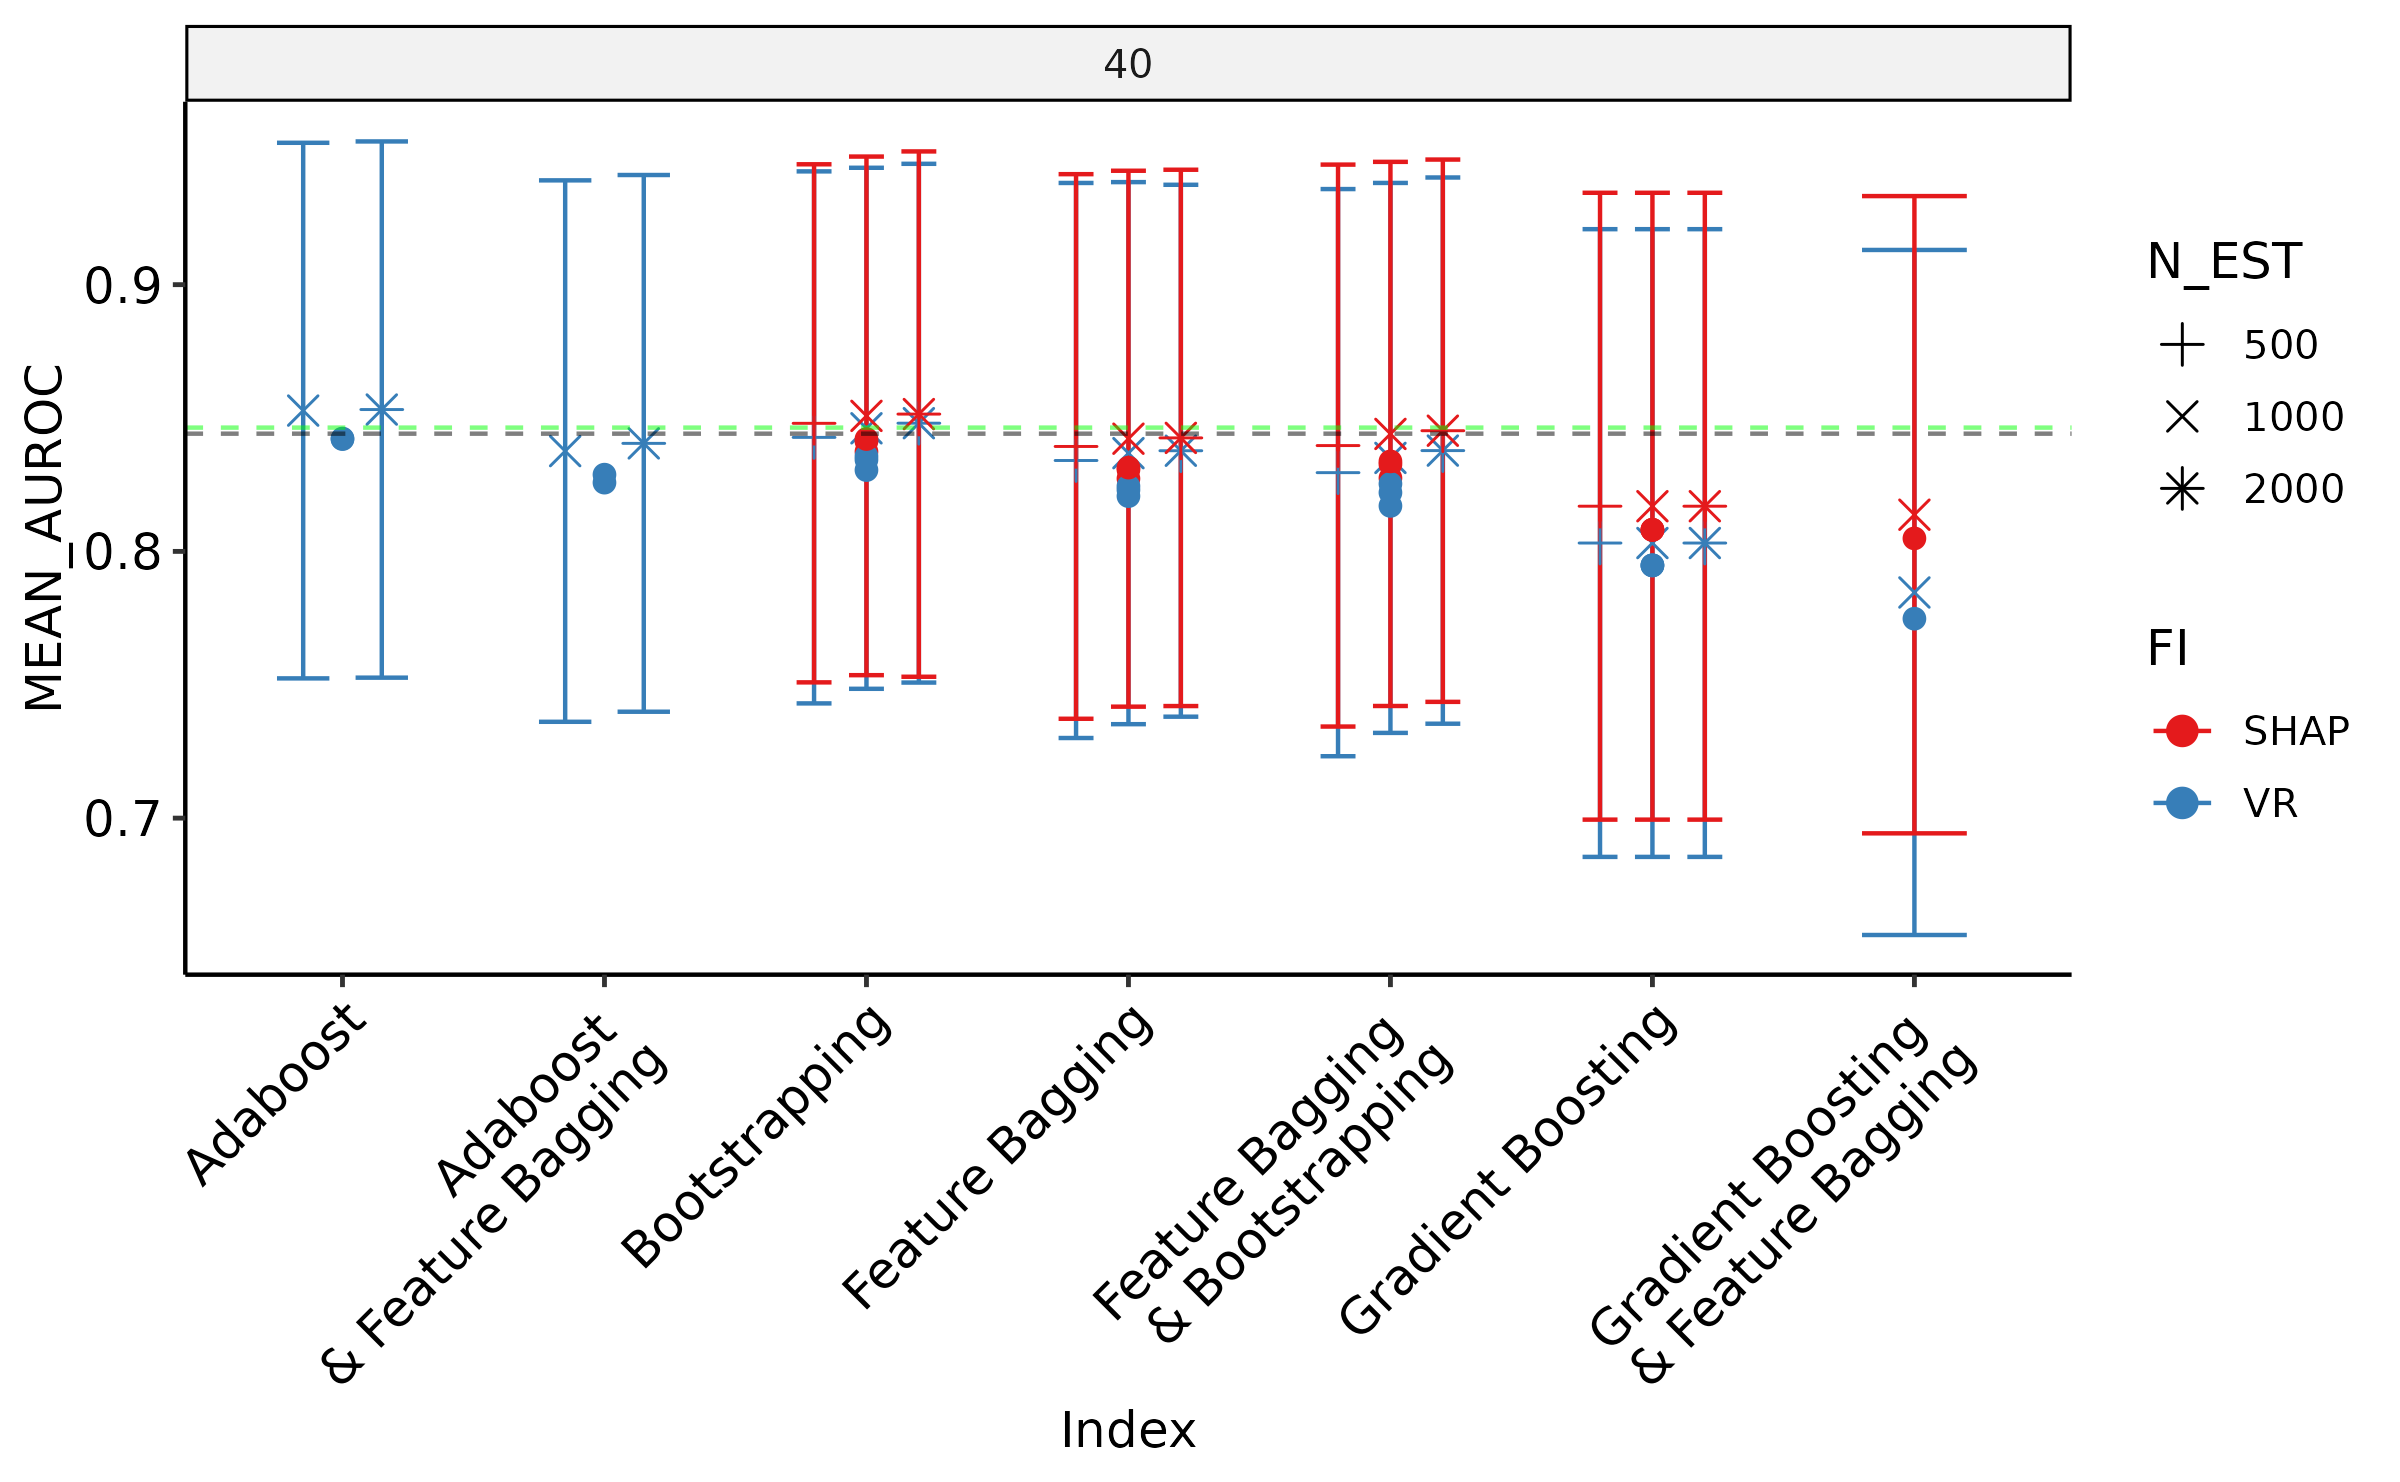 40
MEAN_AUROC
0.9
0.8
0.7
Adaboost
Adaboost
& Feature Bagging
Bootstrapping
Feature Bagging
Feature Bagging
& Bootstrapping
Gradient Boosting
Gradient Boosting
& Feature Bagging
Index
N_EST
500
1000
2000
FI
SHAP
VR